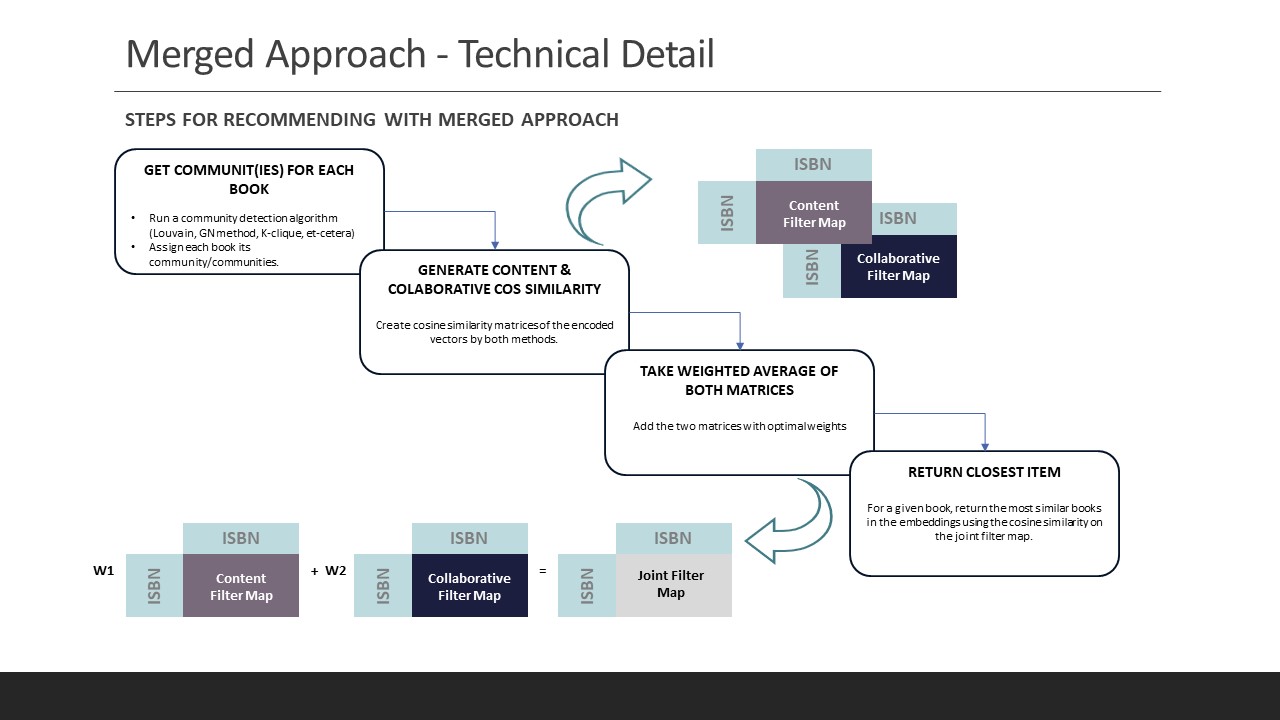 Merged Approach - Technical Detail
STEPS FOR RECOMMENDING WITH MERGED APPROACH
GET COMMUNIT(IES) FOR EACH
BOOK
• Run a community detection algorithm
(Louvain, GN method, K-clique, et-cetera)
• Assign each book its
community/communities.
GENERATE CONTENT &
COLABORATIVE COS SIMILARITY
Create cosine similarity matrices of the encoded
vectors by both methods.
ISBN
ISBN
Content
Filter Map
ISBN
ISBN
Collaborative
Filter Map
TAKE WEIGHTED AVERAGE OF
BOTH MATRICES
Add the two matrices with optimal weights
RETURN CLOSEST ITEM
For a given book, return the most similar books
in the embeddings using the cosine similarity on
the joint filter map.
W1
ISBN
ISBN
Content
Filter Map
+ W2
ISBN
ISBN
Collaborative
Filter Map
=
ISBN
ISBN
Joint Filter
Map